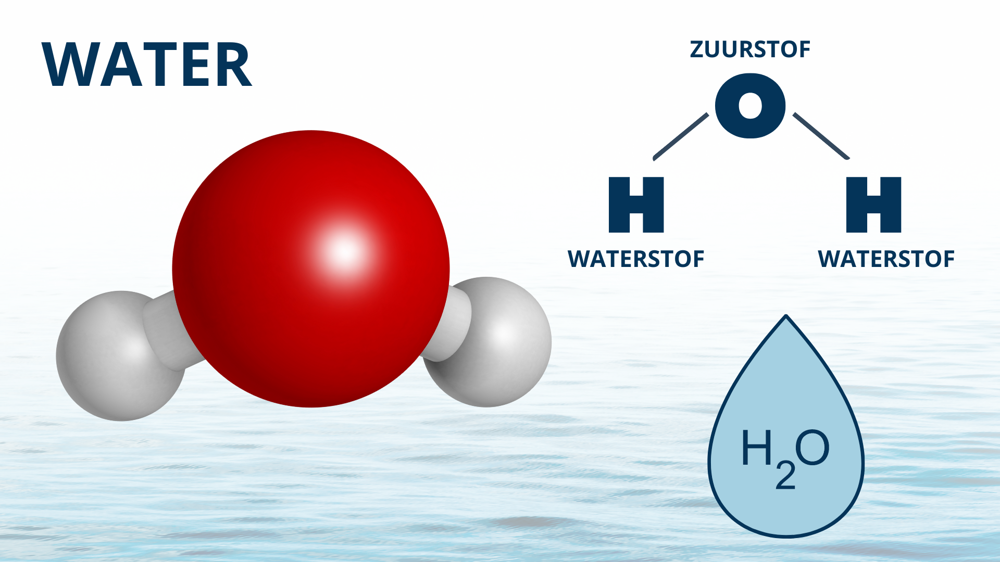 WATER
ZUURSTOF
O
H H
WATERSTOF WATERSTOF
H₂O